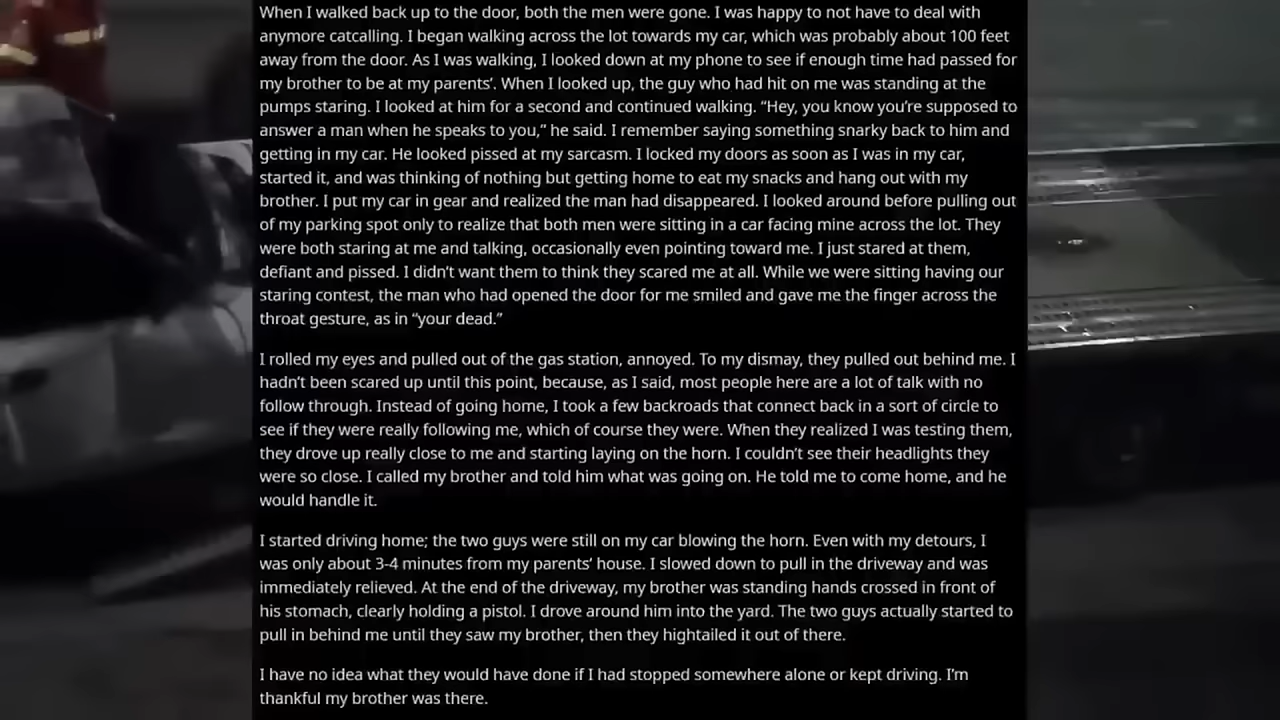 When I walked back up to the door, both the men were gone. I was happy to not have to deal with
anymore catcalling. I began walking across the lot towards my car, which was probably about 100 feet
away from the door. As I was walking, I looked down at my phone to see if enough time had passed for
my brother to be at my parents’. When I looked up, the guy who had hit on me was standing at the
pumps staring. I looked at him for a second and continued walking. “Hey, you know you’re supposed to
answer a man when he speaks to you,” he said. I remember saying something snarky back to him and
getting in my car. He looked pissed at my sarcasm. I locked my doors as soon as I was in my car,
started it, and was thinking of nothing but getting home to eat my snacks and hang out with my
brother. I put my car in gear and realized the man had disappeared. I looked around before pulling out
of my parking spot only to realize that both men were sitting in a car facing mine across the lot. They
were both staring at me and talking, occasionally even pointing toward me. I just stared at them,
defiant and pissed. I didn’t want them to think they scared me at all. While we were sitting having our
staring contest, the man who had opened the door for me smiled and gave me the finger across the
throat gesture, as in “your dead.”
I rolled my eyes and pulled out of the gas station, annoyed. To my dismay, they pulled out behind me. I
hadn’t been scared up until this point, because, as I said, most people here are a lot of talk with no
follow through. Instead of going home, I took a few backroads that connect back in a sort of circle to
see if they were really following me, which of course they were. When they realized I was testing them,
they drove up really close to me and starting laying on the horn. I couldn’t see their headlights they
were so close. I called my brother and told him what was going on. He told me to come home, and he
would handle it.
I started driving home; the two guys were still on my car blowing the horn. Even with my detours, I
was only about 3-4 minutes from my parents’ house. I slowed down to pull in the driveway and was
immediately relieved. At the end of the driveway, my brother was standing hands crossed in front of
his stomach, clearly holding a pistol. I drove around him into the yard. The two guys actually started to
pull in behind me until they saw my brother, then they hightailed it out of there.
I have no idea what they would have done if I had stopped somewhere alone or kept driving. I’m
thankful my brother was there.